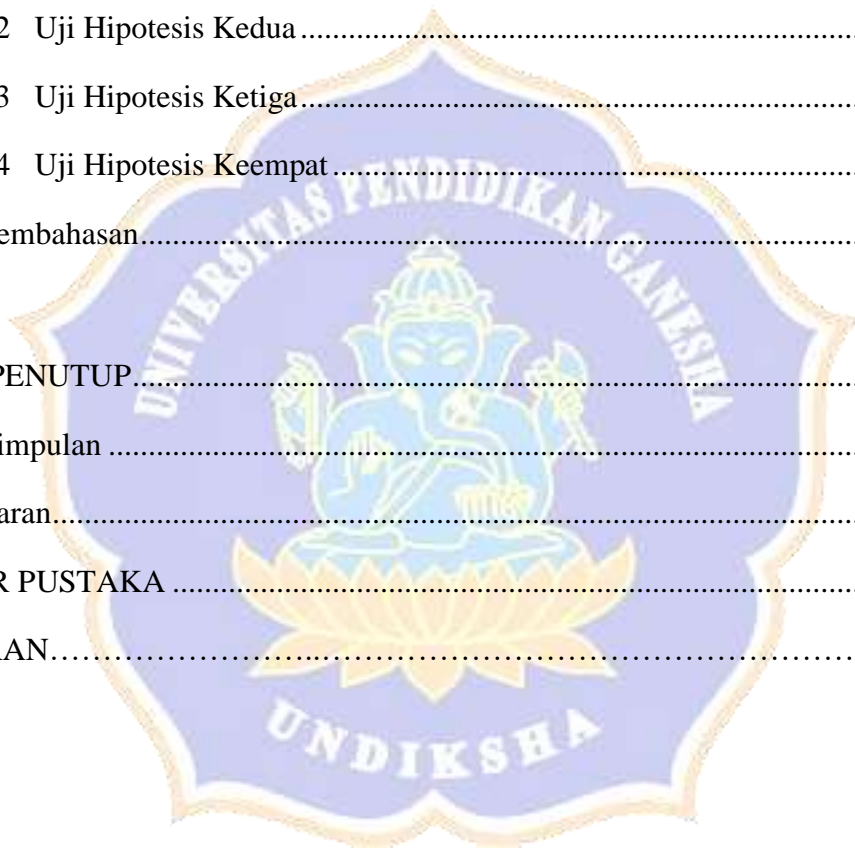 2 Uji Hipotesis Kedua ........................................................................
3 Uji Hipotesis Ketiga........................................................................
4 Uji Hipotesis Keempat ....................................................................
embahasan............................................................................................
PENUTUP.............................................................................................
impulan ................................................................................................
aran.......................................................................................................
R PUSTAKA ........................................................................................
RAN……………………...………………………………………………
UNIVERSITAS PENDIDIKAN GANESHA
UNDIKSHA